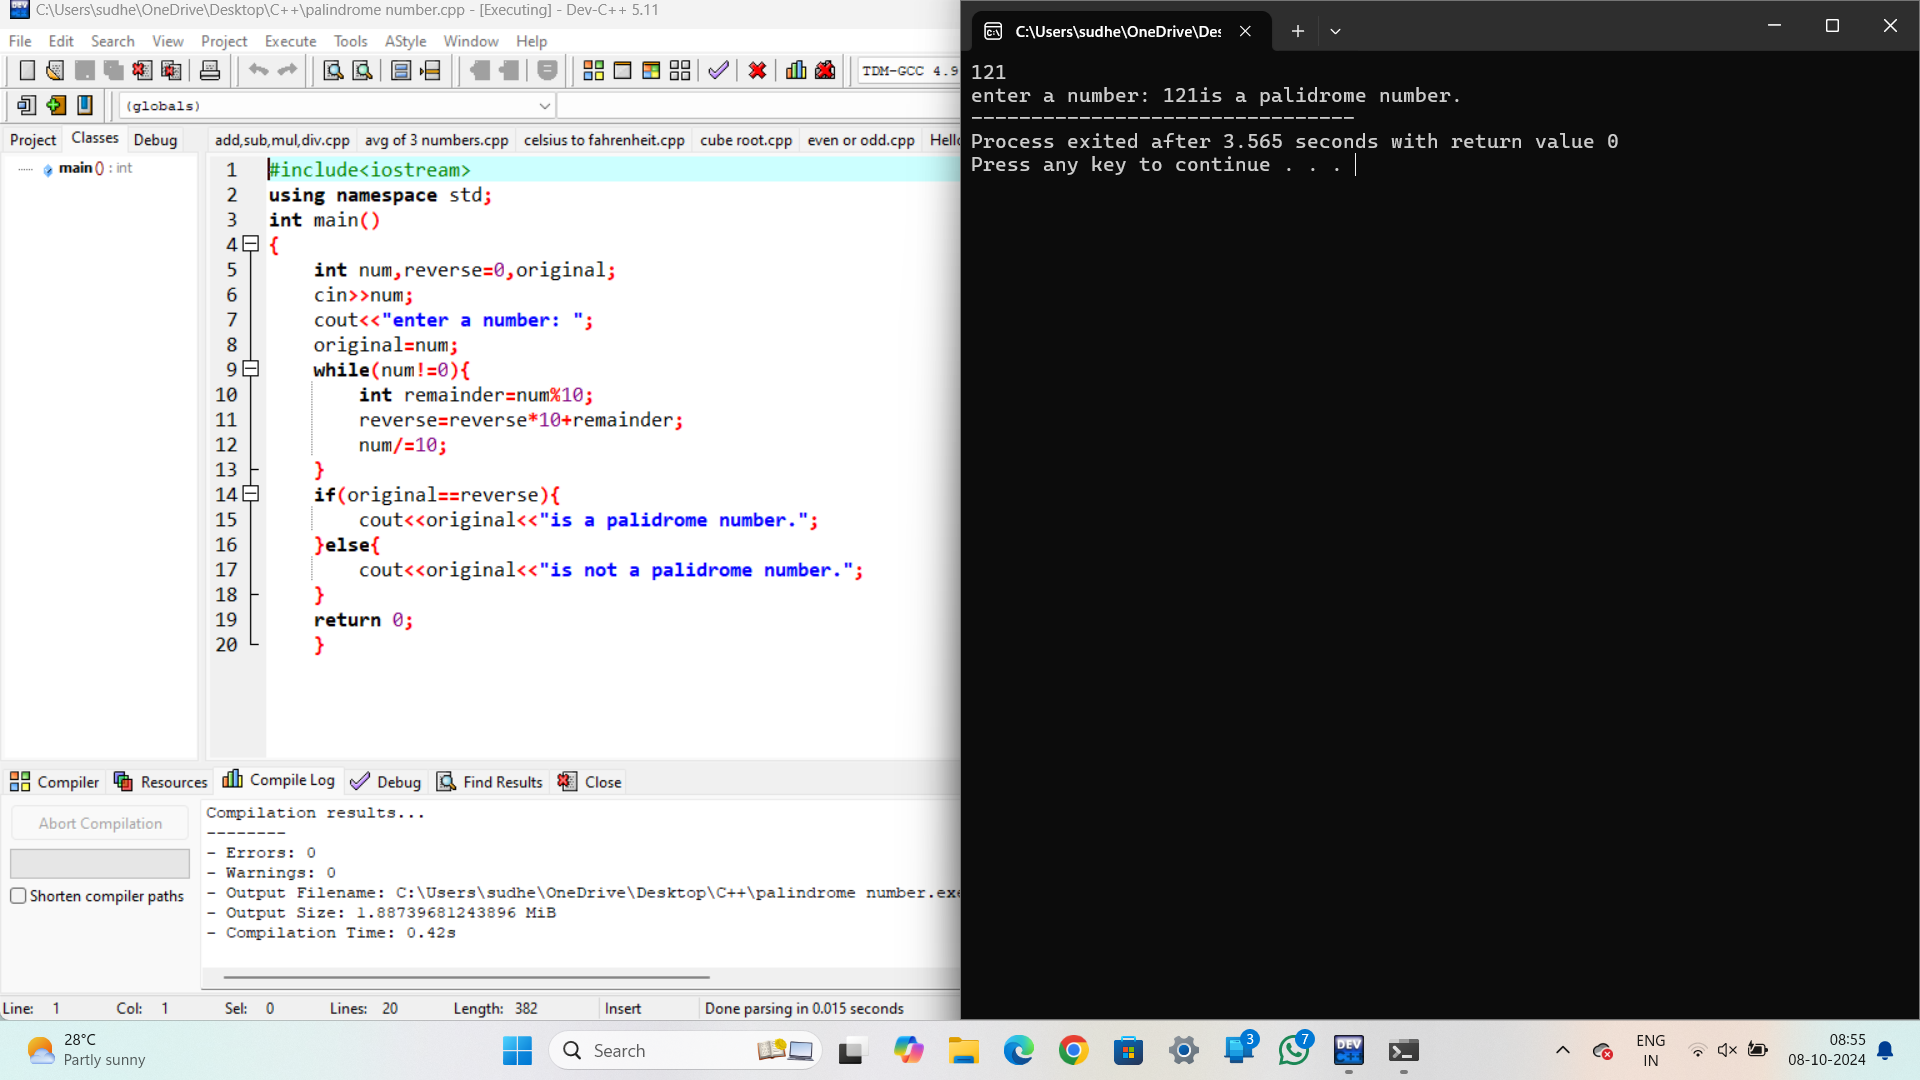 C:\Users\sudhe\OneDrive\Desktop\C++\palindrome number.cpp - [Executing] - Dev-C++ 5.11
File Edit Search View Project Execute Tools AStyle Window Help
TDM-GCC 4.9
(globals)
Project Classes Debug
add,sub,mul,div.cpp avg of 3 numbers.cpp celsius to fahrenheit.cpp cube root.cpp even or odd.cpp Hello
main () : int
1 #include<iostream>
2 using namespace std;
3 int main()
4 {
5 int num,reverse=0,original;
6 cin>>num;
7 cout<<"enter a number: ";
8 original=num;
9 while(num!=0){
10 int remainder=num%10;
11 reverse=reverse*10+remainder;
12 num/=10;
13 }
14 if(original==reverse){
15 cout<<original<<"is a palidrome number.";
16 }else{
17 cout<<original<<"is not a palidrome number.";
18 }
19 return 0;
20 }
Compiler Resources Compile Log Debug Find Results Close
Abort Compilation
Shorten compiler paths
Compilation results...
--------
- Errors: 0
- Warnings: 0
- Output Filename: C:\Users\sudhe\OneDrive\Desktop\C++\palindrome number.exe
- Output Size: 1.88739681243896 MiB
- Compilation Time: 0.42s
Line: 1 Col: 1 Sel: 0 Lines: 20 Length: 382 Insert Done parsing in 0.015 seconds
C:\Users\sudhe\OneDrive\Des
121
enter a number: 121is a palidrome number.
--------------------------------
Process exited after 3.565 seconds with return value 0
Press any key to continue . . .
28°C
Partly sunny
Search
3
7
DEV
C++
ENG
IN
08:55
08-10-2024